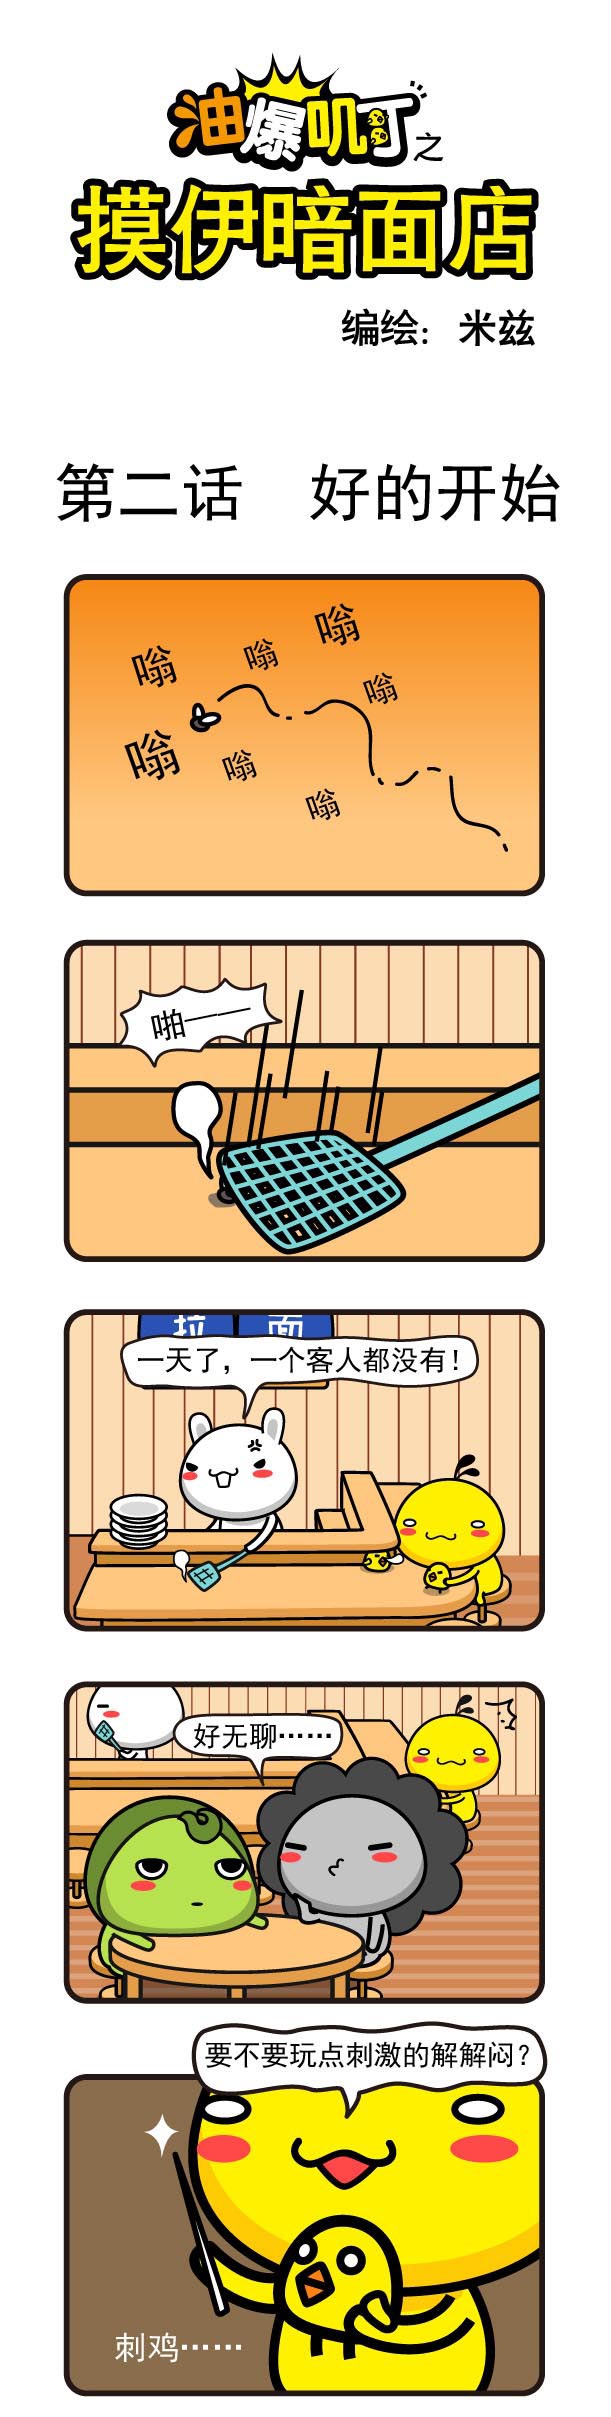 油爆叽丁之
摸伊暗面店
编绘： 米兹
第二话 好的开始
嗡
嗡
嗡
嗡
嗡
嗡
嗡
啪——
拉 面
一天了，一个客人都没有！
好无聊……
要不要玩点刺激的解解闷？
刺鸡……